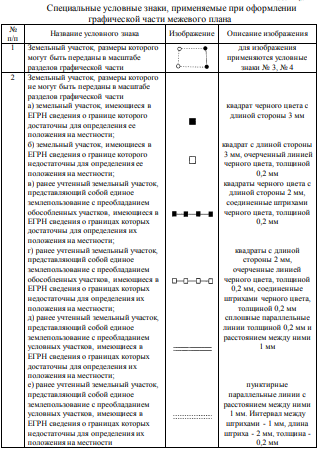 Специальные условные знаки, применяемые при оформлении
графической части межевого плана
№
п/п
Название условного знака
Изображение
Описание изображения
1
Земельный участок, размеры которого
могут быть переданы в масштабе
разделов графической части
для изображения
применяются условные
знаки № 3, № 4
2
Земельный участок, размеры которого
не могут быть переданы в масштабе
разделов графической части
а) земельный участок, имеющиеся в
ЕГРН сведения о границе которого
достаточны для определения ее
положения на местности;
квадрат черного цвета с
длиной стороны 3 мм
б) земельный участок, имеющиеся в
ЕГРН сведения о границе которого
недостаточны для определения ее
положения на местности;
квадрат с длиной стороны
3 мм, очерченный линией
черного цвета, толщиной
0,2 мм
в) ранее учтенный земельный участок,
представляющий собой единое
землепользование с преобладанием
обособленных участков, имеющиеся в
ЕГРН сведения о границах которых
достаточны для определения их
положения на местности;
квадраты черного цвета с
длиной стороны 2 мм,
соединенные штрихами
черного цвета, толщиной
0,2 мм
г) ранее учтенный земельный участок,
представляющий собой единое
землепользование с преобладанием
обособленных участков, имеющиеся в
ЕГРН сведения о границах которых
недостаточны для определения их
положения на местности;
квадраты с длиной
стороны 2 мм,
очерченные линией
черного цвета, толщиной
0,2 мм, соединенные
штрихами черного цвета,
толщиной 0,2 мм
д) ранее учтенный земельный участок,
представляющий собой единое
землепользование с преобладанием
условных участков, имеющиеся в
ЕГРН сведения о границах которых
достаточны для определения их
положения на местности;
сплошные параллельные
линии толщиной 0,2 мм и
расстоянием между ними
1 мм
е) ранее учтенный земельный участок,
представляющий собой единое
землепользование с преобладанием
условных участков, имеющиеся в
ЕГРН сведения о границах которых
недостаточны для определения их
положения на местности
пунктирные
параллельные линии с
расстоянием между ними
1 мм. Интервал между
штрихами - 1 мм, длина
штриха - 2 мм, толщина -
0,2 мм